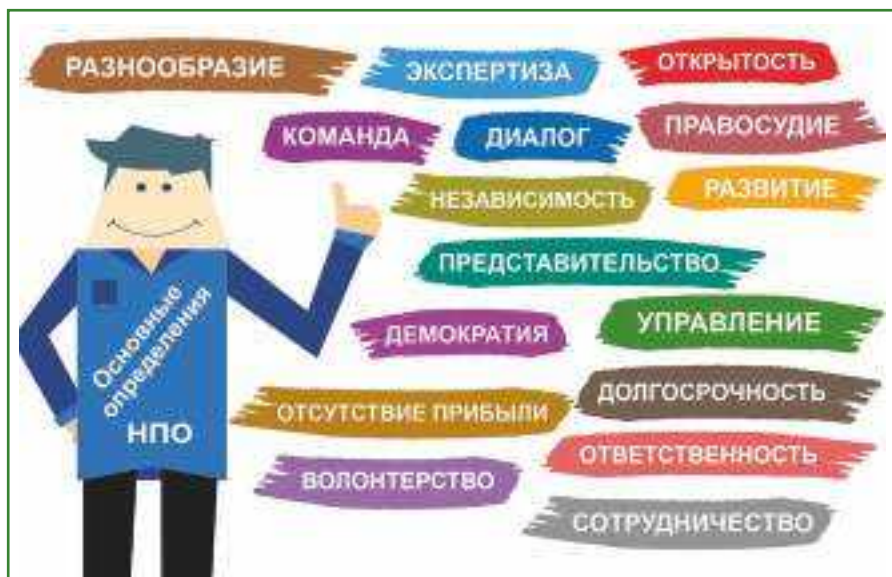 РАЗНООБРАЗИЕ
ЭКСПЕРТИЗА
ОТКРЫТОСТЬ
КОМАНДА
ДИАЛОГ
ПРАВОСУДИЕ
НЕЗАВИСИМОСТЬ
РАЗВИТИЕ
ПРЕДСТАВИТЕЛЬСТВО
ДЕМОКРАТИЯ
УПРАВЛЕНИЕ
ОТСУТСТВИЕ ПРИБЫЛИ
ДОЛГОСРОЧНОСТЬ
ВОЛОНТЕРСТВО
ОТВЕТСТВЕННОСТЬ
СОТРУДНИЧЕСТВО
Основные
определения
НПО